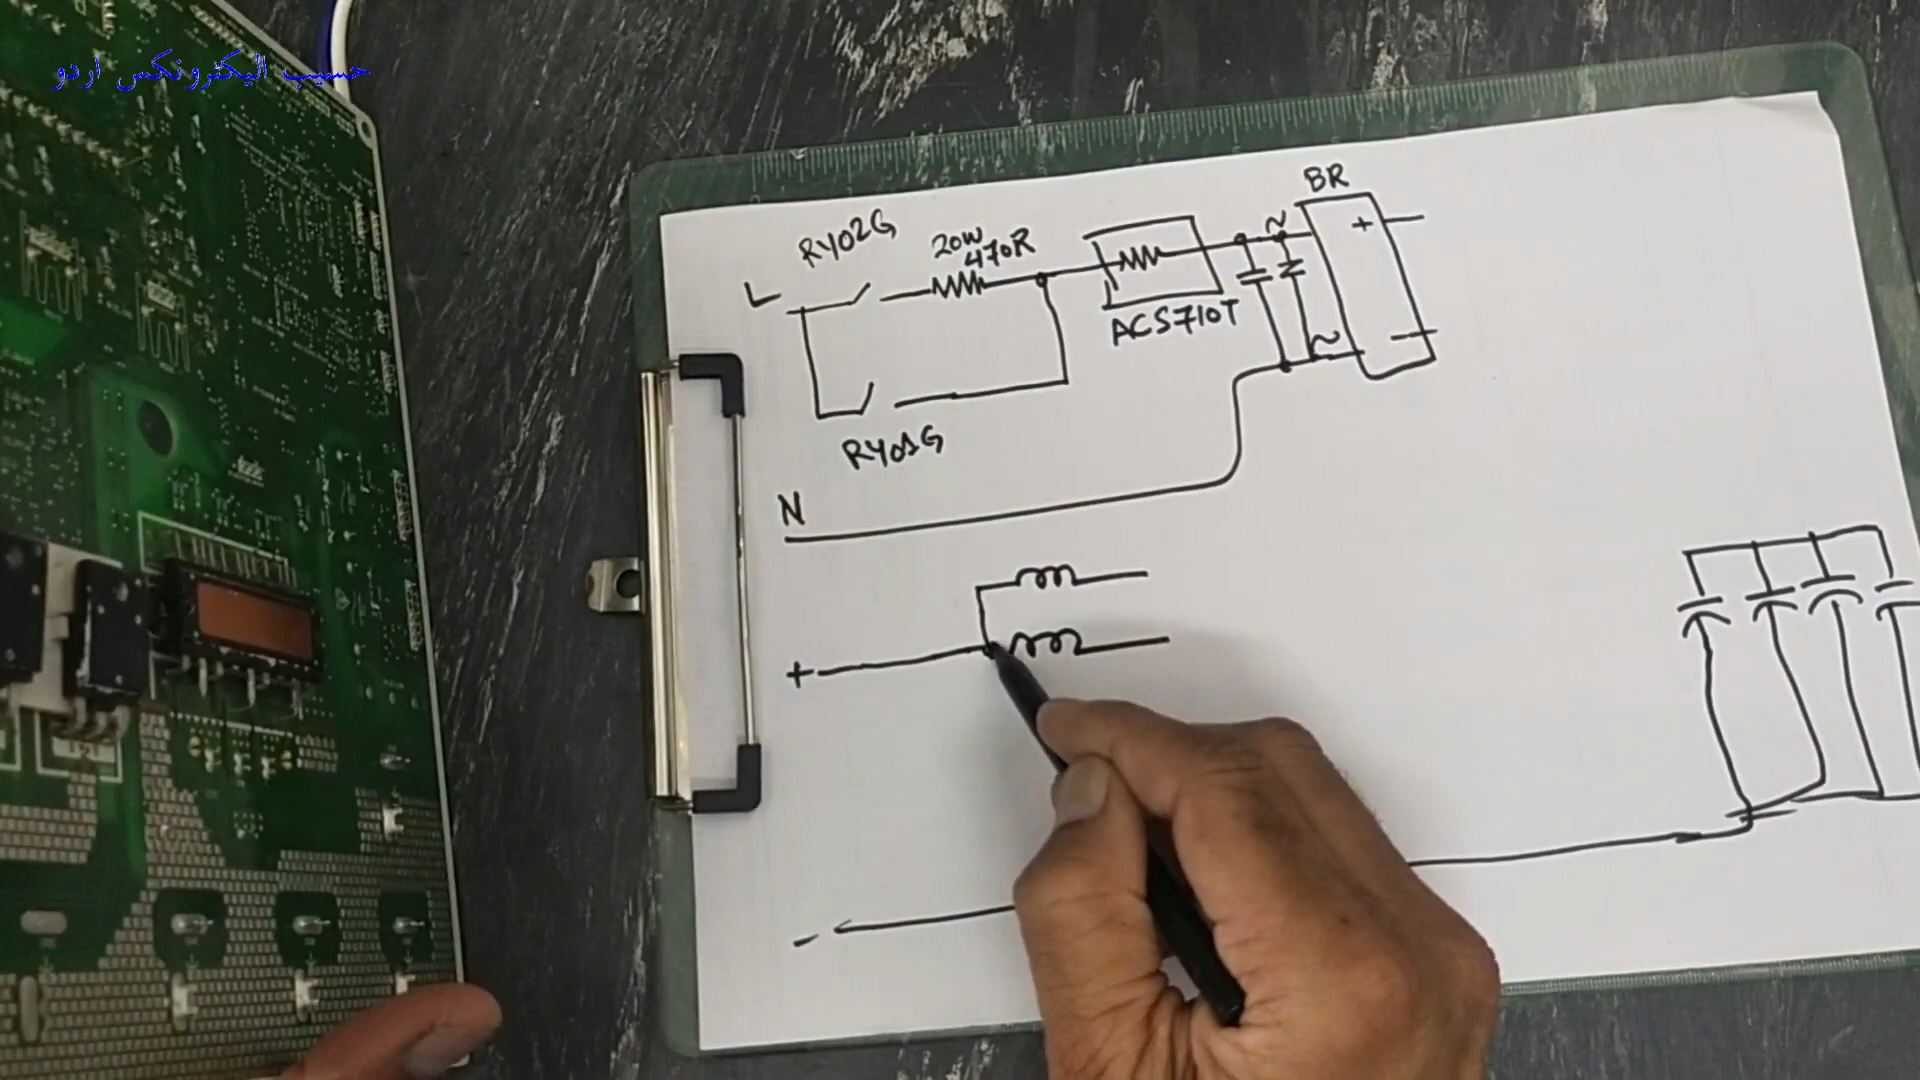 حسیب الیکٹرونکس اردو
RY02G
20W
470R
BR
L
~
+
ACS710T
-
~
RY01G
N
+
-